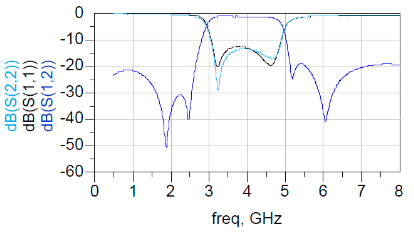 dB(S(2,2))
dB(S(1,1))
dB(S(1,2))
0
-10
-20
-30
-40
-50
-60
0 1 2 3 4 5 6 7 8
freq, GHz